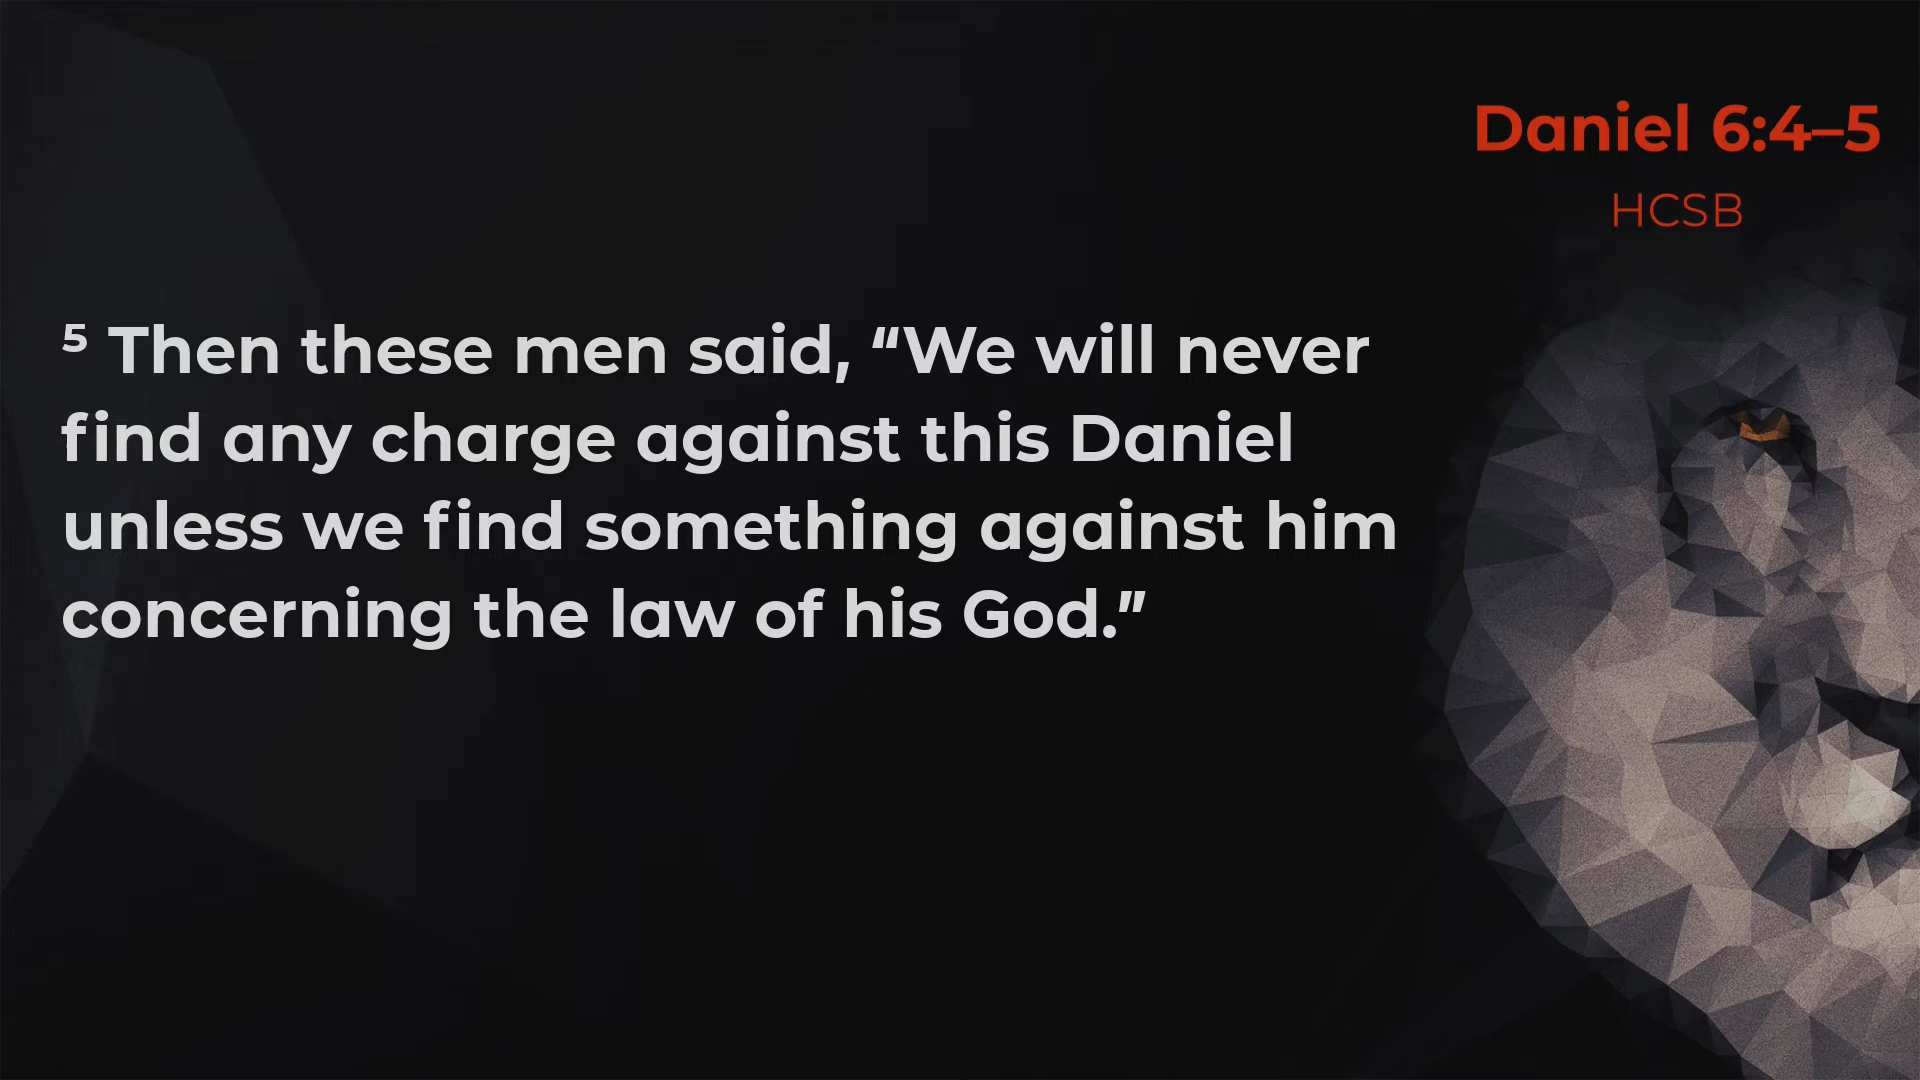 Daniel 6:4–5
HCSB
⁵ Then these men said, “We will never
find any charge against this Daniel
unless we find something against him
concerning the law of his God.”